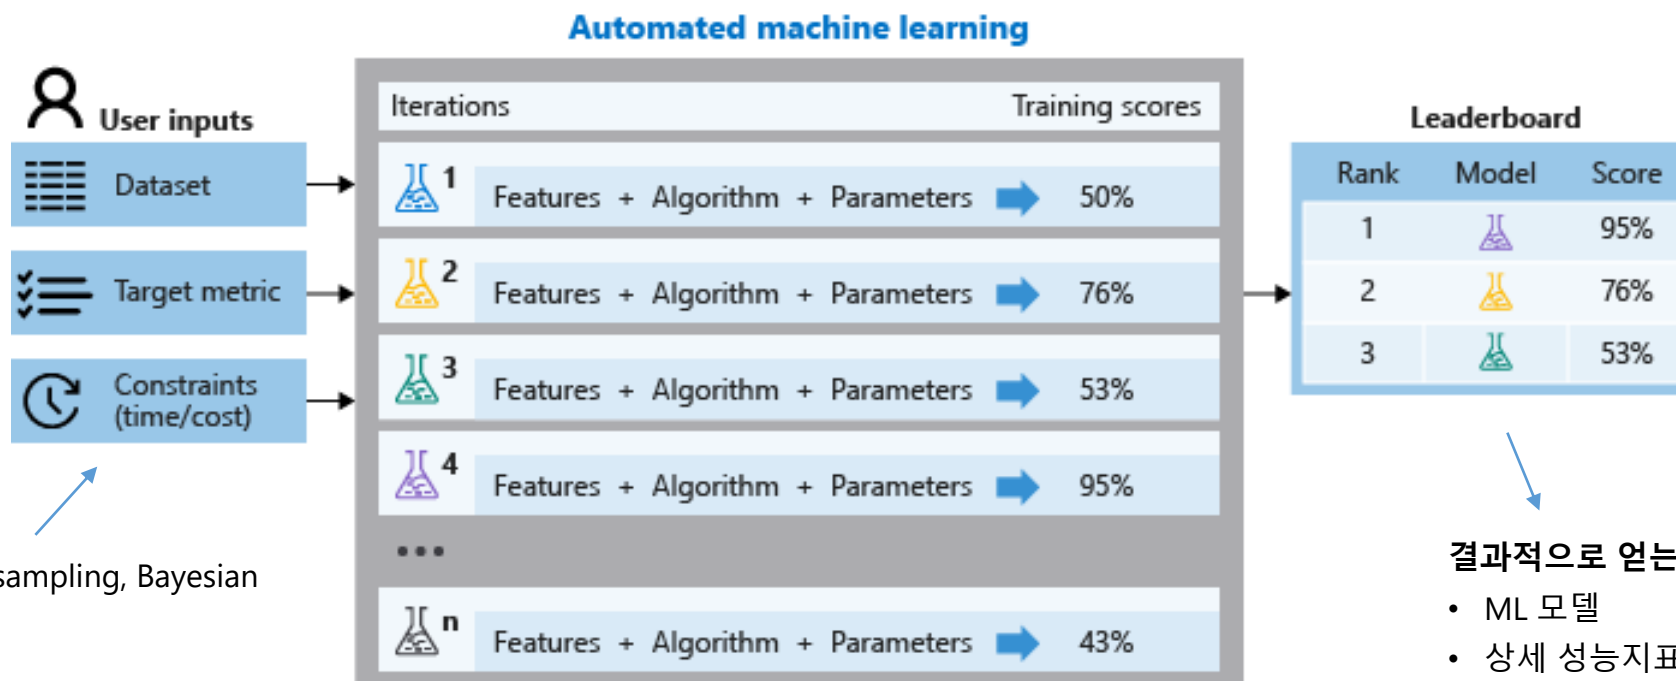 Automated machine learning
User inputs
Dataset
Target metric
Constraints
(time/cost)
sampling, Bayesian
Iterations Training scores
1 Features + Algorithm + Parameters 50%
2 Features + Algorithm + Parameters 76%
3 Features + Algorithm + Parameters 53%
4 Features + Algorithm + Parameters 95%
...
n Features + Algorithm + Parameters 43%
Leaderboard
Rank Model Score
1 95%
2 76%
3 53%
결과적으로 얻는
• ML 모델
• 상세 성능지표